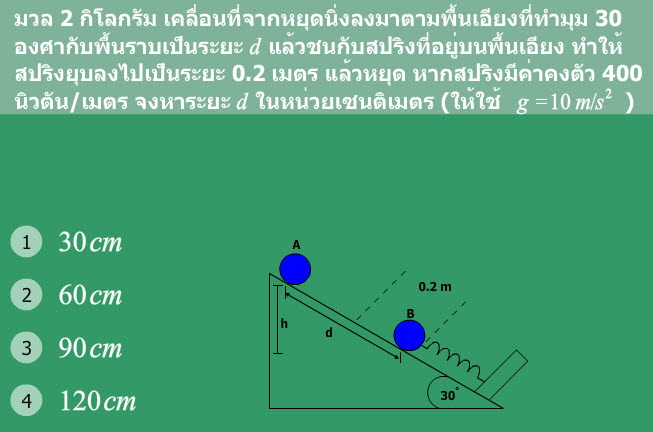 มวล 2 กิโลกรัม เคลื่อนที่จากหยุดนิ่งลงมาตามพื้นเอียงที่ทำมุม 30
องศากับพื้นราบเป็นระยะ d แล้วชนกับสปริงที่อยู่บนพื้นเอียง ทำให้
สปริงยุบลงไปเป็นระยะ 0.2 เมตร แล้วหยุด หากสปริงมีค่าคงตัว 400
นิวตัน/เมตร จงหาระยะ d ในหน่วยเซนติเมตร (ให้ใช้ g = 10 m/s² )
1 30 cm
2 60 cm
3 90 cm
4 120 cm
A
0.2 m
B
h
d
30°